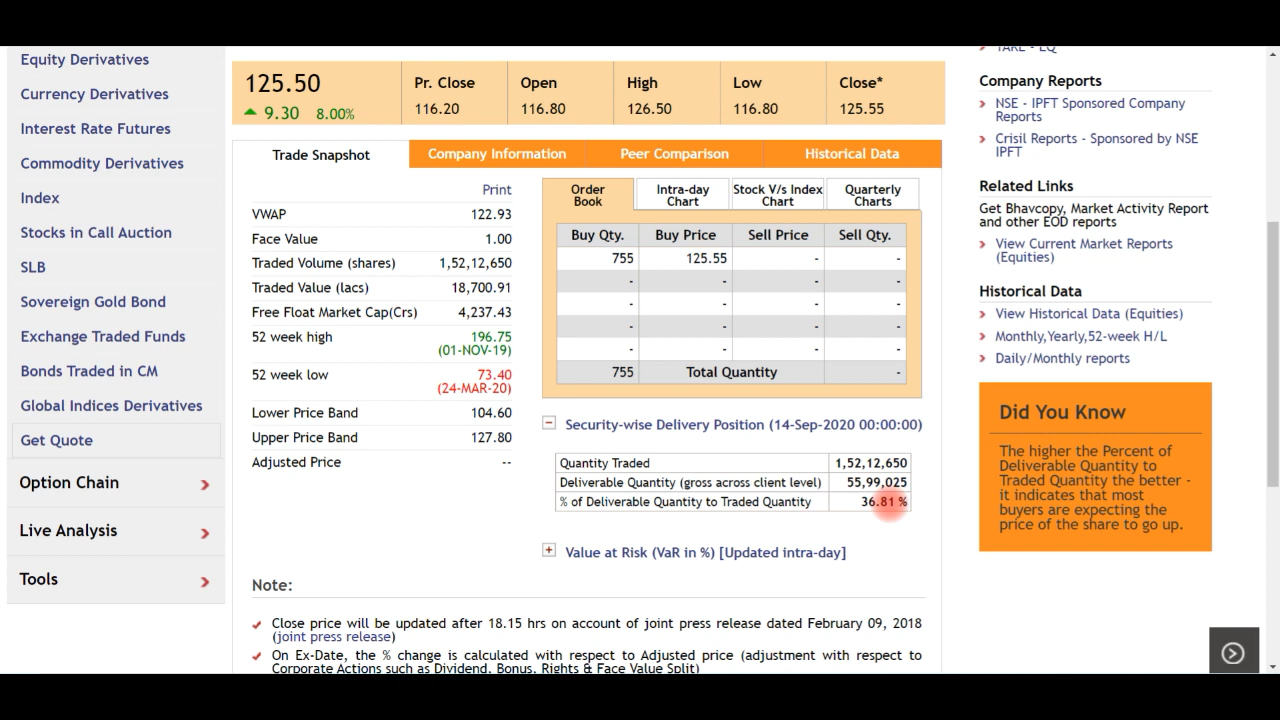 Equity Derivatives
Currency Derivatives
Interest Rate Futures
Commodity Derivatives
Index
Stocks in Call Auction
SLB
Sovereign Gold Bond
Exchange Traded Funds
Bonds Traded in CM
Global Indices Derivatives
Get Quote
Option Chain
Live Analysis
Tools
125.50
9.30 8.00%
Pr. Close
116.20
Open
116.80
High
126.50
Low
116.80
Close*
125.55
Trade Snapshot
Company Information
Peer Comparison
Historical Data
Print
VWAP 122.93
Face Value 1.00
Traded Volume (shares) 1,52,12,650
Traded Value (lacs) 18,700.91
Free Float Market Cap(Crs) 4,237.43
52 week high 196.75
(01-NOV-19)
52 week low 73.40
(24-MAR-20)
Lower Price Band 104.60
Upper Price Band 127.80
Adjusted Price --
Order
Book
Intra-day
Chart
Stock V/s Index
Chart
Quarterly
Charts
Buy Qty. Buy Price Sell Price Sell Qty.
755 125.55 - -
- - - -
- - - -
- - - -
- - - -
755 Total Quantity -
Security-wise Delivery Position (14-Sep-2020 00:00:00)
Quantity Traded 1,52,12,650
Deliverable Quantity (gross across client level) 55,99,025
% of Deliverable Quantity to Traded Quantity 36.81 %
Value at Risk (VaR in %) [Updated intra-day]
Note:
Close price will be updated after 18.15 hrs on account of joint press release dated February 09, 2018
(joint press release)
On Ex-Date, the % change is calculated with respect to Adjusted price (adjustment with respect to
Corporate Actions such as Dividend, Bonus, Rights & Face Value Split)
Company Reports
NSE - IPFT Sponsored Company
Reports
Crisil Reports - Sponsored by NSE
IPFT
Related Links
Get Bhavcopy, Market Activity Report
and other EOD reports
View Current Market Reports
(Equities)
Historical Data
View Historical Data (Equities)
Monthly,Yearly,52-week H/L
Daily/Monthly reports
Did You Know
The higher the Percent of
Deliverable Quantity to
Traded Quantity the better -
it indicates that most
buyers are expecting the
price of the share to go up.